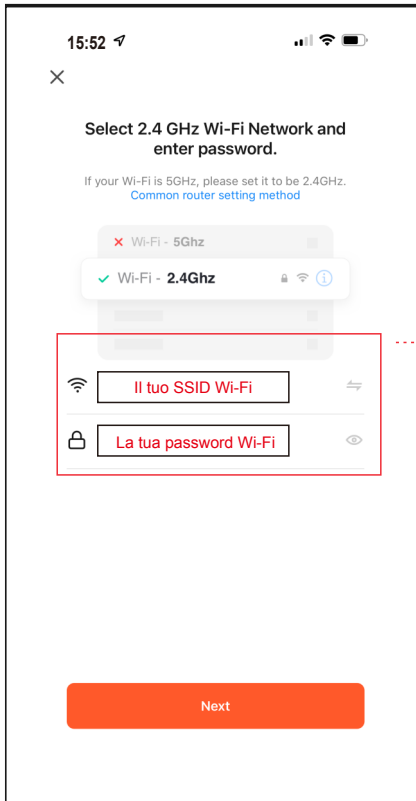 15:52
Select 2.4 GHz Wi-Fi Network and
enter password.
If your Wi-Fi is 5GHz, please set it to be 2.4GHz.
Common router setting method
Wi-Fi - 5Ghz
Wi-Fi - 2.4Ghz
Il tuo SSID Wi-Fi
La tua password Wi-Fi
Next